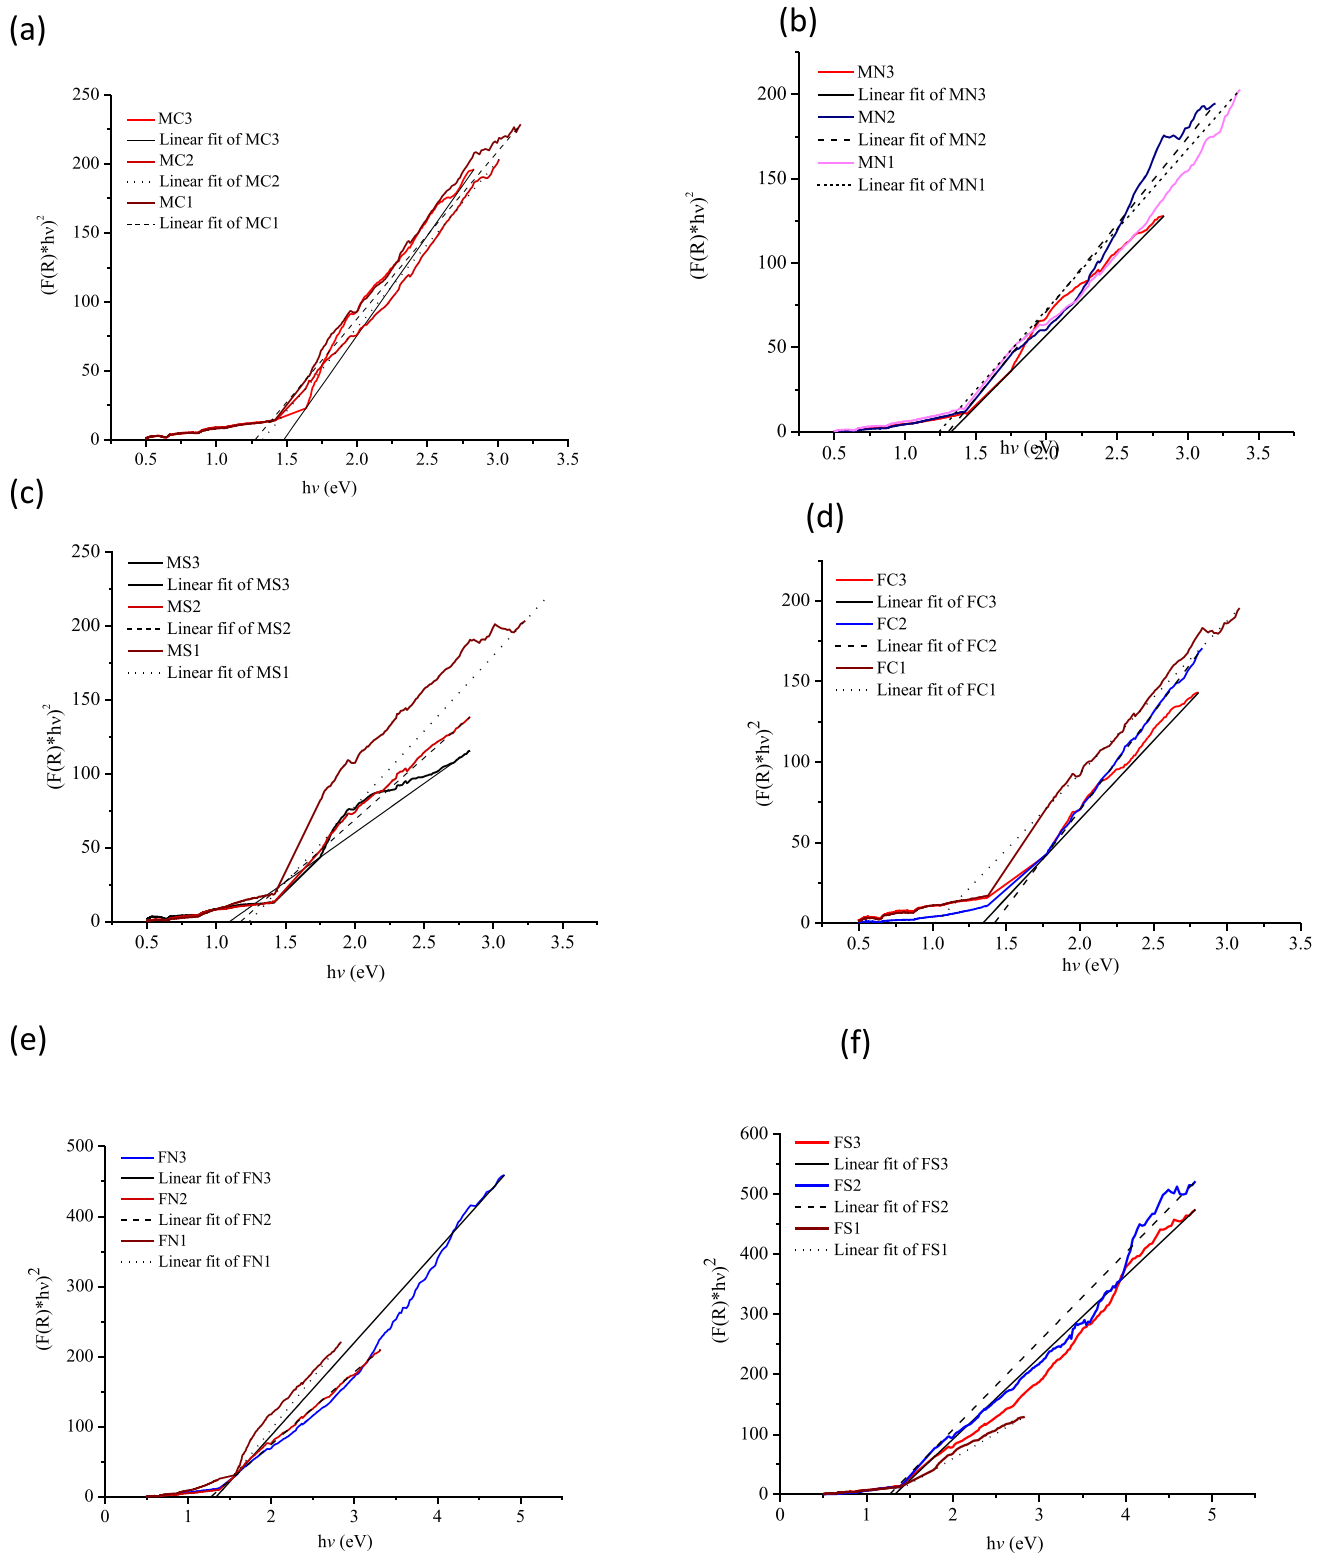 (a)
250
200
150
100
50
0
(F(R)*hν)²
MC3
Linear fit of MC3
MC2
Linear fit of MC2
MC1
Linear fit of MC1
0.5 1.0 1.5 2.0 2.5 3.0 3.5
hν (eV)
(b)
200
150
100
50
0
(F(R)*hν)²
MN3
Linear fit of MN3
MN2
Linear fit of MN2
MN1
Linear fit of MN1
0.5 1.0 1.5 2.0 2.5 3.0 3.5
hν (eV)
(c)
250
200
150
100
50
0
(F(R)*hν)²
MS3
Linear fit of MS3
MS2
Linear fif of MS2
MS1
Linear fit of MS1
0.5 1.0 1.5 2.0 2.5 3.0 3.5
hν (eV)
(d)
200
150
100
50
0
(F(R)*hν)²
FC3
Linear fit of FC3
FC2
Linear fit of FC2
FC1
Linear fit of FC1
0.5 1.0 1.5 2.0 2.5 3.0 3.5
hν (eV)
(e)
500
400
300
200
100
0
(F(R)*hν)²
FN3
Linear fit of FN3
FN2
Linear fit of FN2
FN1
Linear fit of FN1
0 1 2 3 4 5
hν (eV)
(f)
600
500
400
300
200
100
0
(F(R)*hν)²
FS3
Linear fit of FS3
FS2
Linear fit of FS2
FS1
Linear fit of FS1
0 1 2 3 4 5
hν (eV)